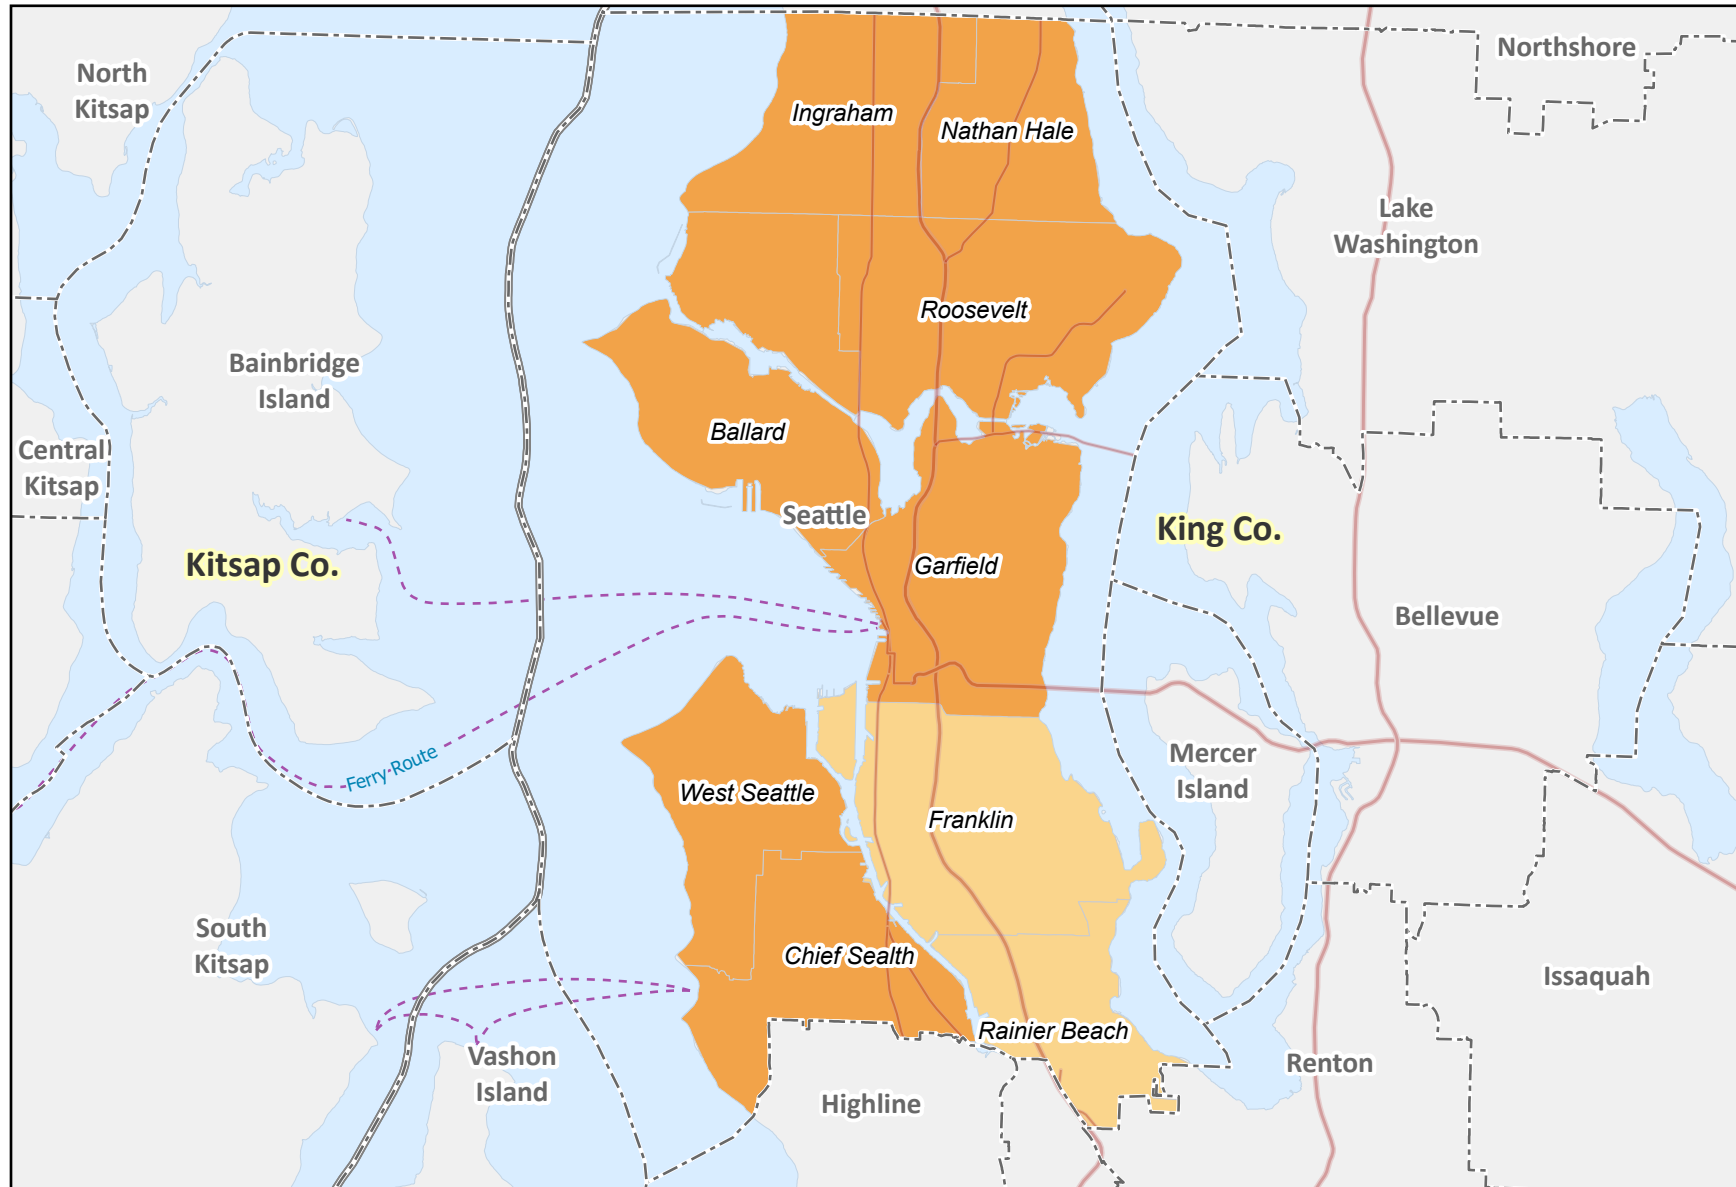 Northshore
North
Kitsap
Ingraham
Nathan Hale
Lake
Washington
Roosevelt
Bainbridge
Island
Ballard
Central
Kitsap
Seattle
King Co.
Kitsap Co.
Garfield
Bellevue
Mercer
Island
Ferry Route
West Seattle
Franklin
South
Kitsap
Chief Sealth
Issaquah
Rainier Beach
Vashon
Island
Renton
Highline